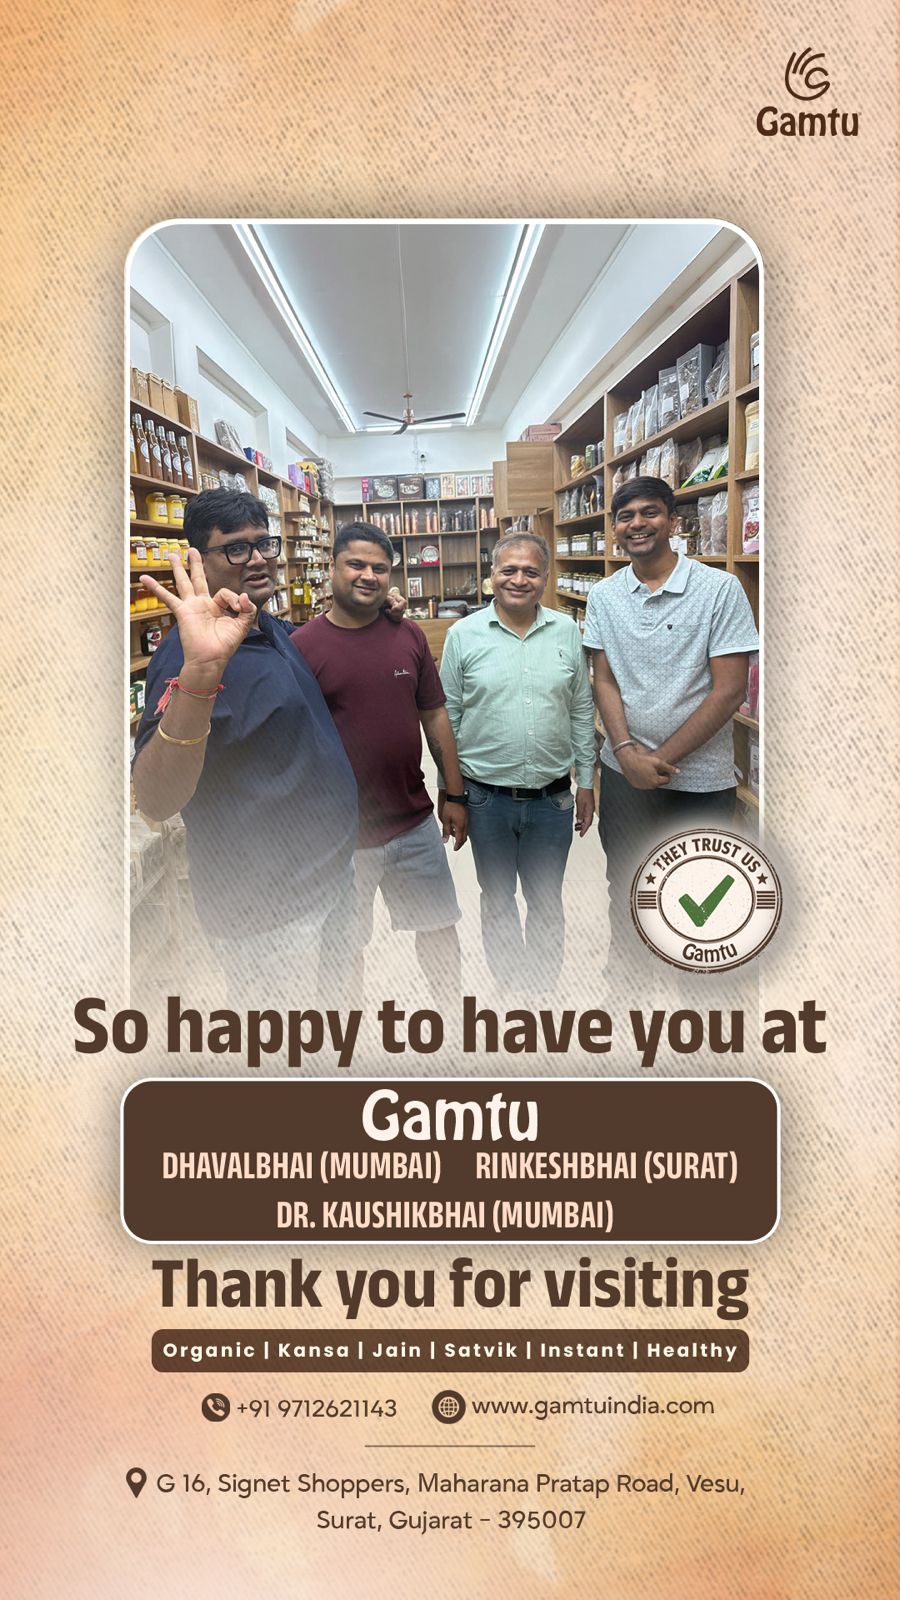 Gamtu
THEY TRUST US
Gamtu
So happy to have you at
Gamtu
DHAVALBHAI (MUMBAI) RINKESHBHAI (SURAT)
DR. KAUSHIKBHAI (MUMBAI)
Thank you for visiting
Organic | Kansa | Jain | Satvik | Instant | Healthy
+91 9712621143 www.gamtuindia.com
G 16, Signet Shoppers, Maharana Pratap Road, Vesu,
Surat, Gujarat - 395007